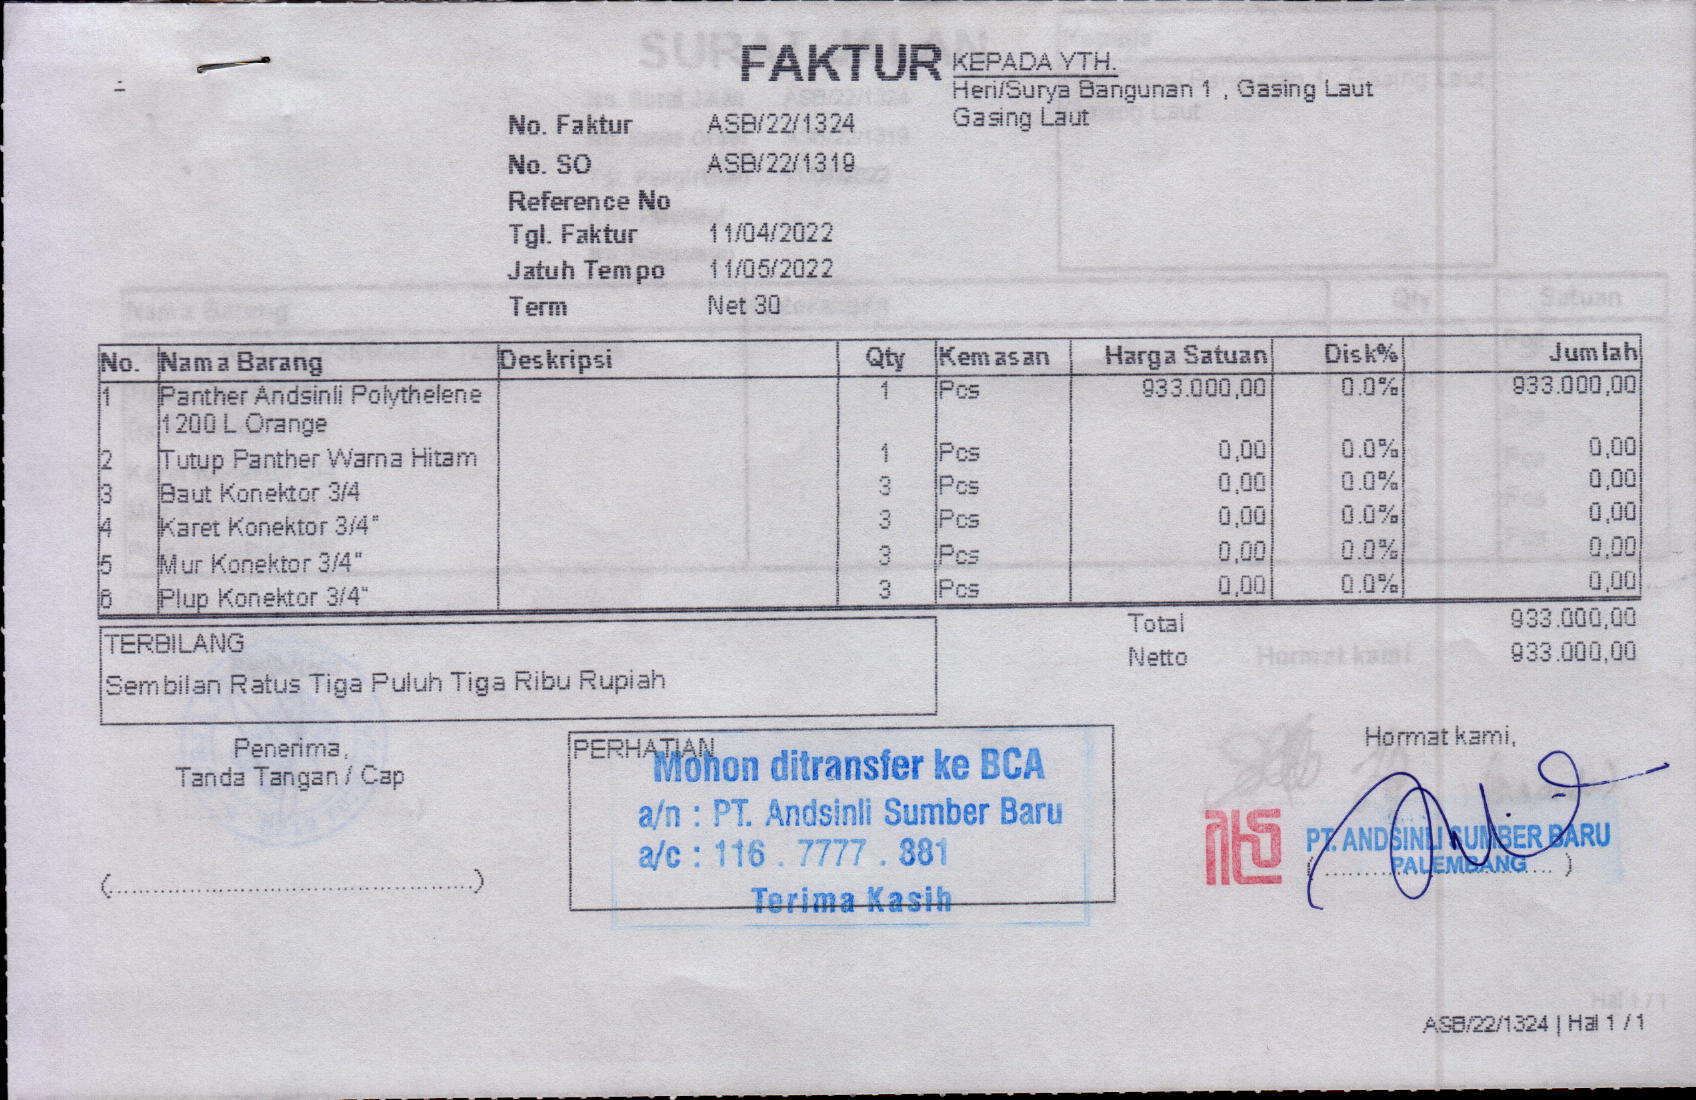 FAKTUR
KEPADA YTH.
Heri/Surya Bangunan 1 , Gasing Laut
Gasing Laut
No. Faktur ASB/22/1324
No. SO ASB/22/1319
Reference No
Tgl. Faktur 11/04/2022
Jatuh Tempo 11/05/2022
Term Net 30
No. Nama Barang Deskripsi Qty Kemasan Harga Satuan Disk% Jumlah
1 Panther Andsinli Polythelene 1 Pcs 933.000,00 0.0% 933.000,00
1200 L Orange
2 Tutup Panther Warna Hitam 1 Pcs 0,00 0.0% 0,00
3 Baut Konektor 3/4 3 Pcs 0,00 0.0% 0,00
4 Karet Konektor 3/4" 3 Pcs 0,00 0.0% 0,00
5 Mur Konektor 3/4" 3 Pcs 0,00 0.0% 0,00
6 Plup Konektor 3/4" 3 Pcs 0,00 0.0% 0,00
Total 933.000,00
Netto 933.000,00
TERBILANG
Sembilan Ratus Tiga Puluh Tiga Ribu Rupiah
Penerima,
Tanda Tangan / Cap
(................................................)
PERHATIAN
Mohon ditransfer ke BCA
a/n : PT. Andsinli Sumber Baru
a/c : 116 . 7777 . 881
Terima Kasih
Hormat kami,
PT. ANDSINLI SUMBER BARU
PALEMBANG
ASB/22/1324 | Hal 1 / 1